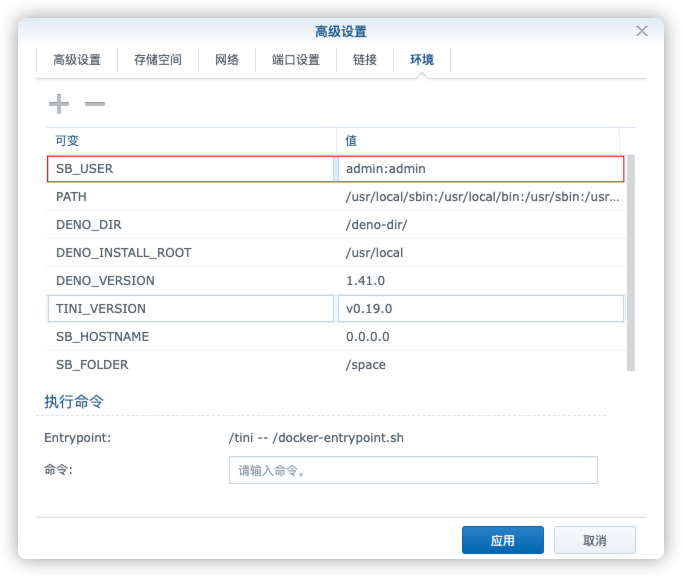 高级设置
高级设置 存储空间 网络 端口设置 链接 环境
可变 值
SB_USER admin:admin
PATH /usr/local/sbin:/usr/local/bin:/usr/sbin:/usr...
DENO_DIR /deno-dir/
DENO_INSTALL_ROOT /usr/local
DENO_VERSION 1.41.0
TINI_VERSION v0.19.0
SB_HOSTNAME 0.0.0.0
SB_FOLDER /space
执行命令
Entrypoint: /tini -- /docker-entrypoint.sh
命令: 请输入命令。
应用 取消